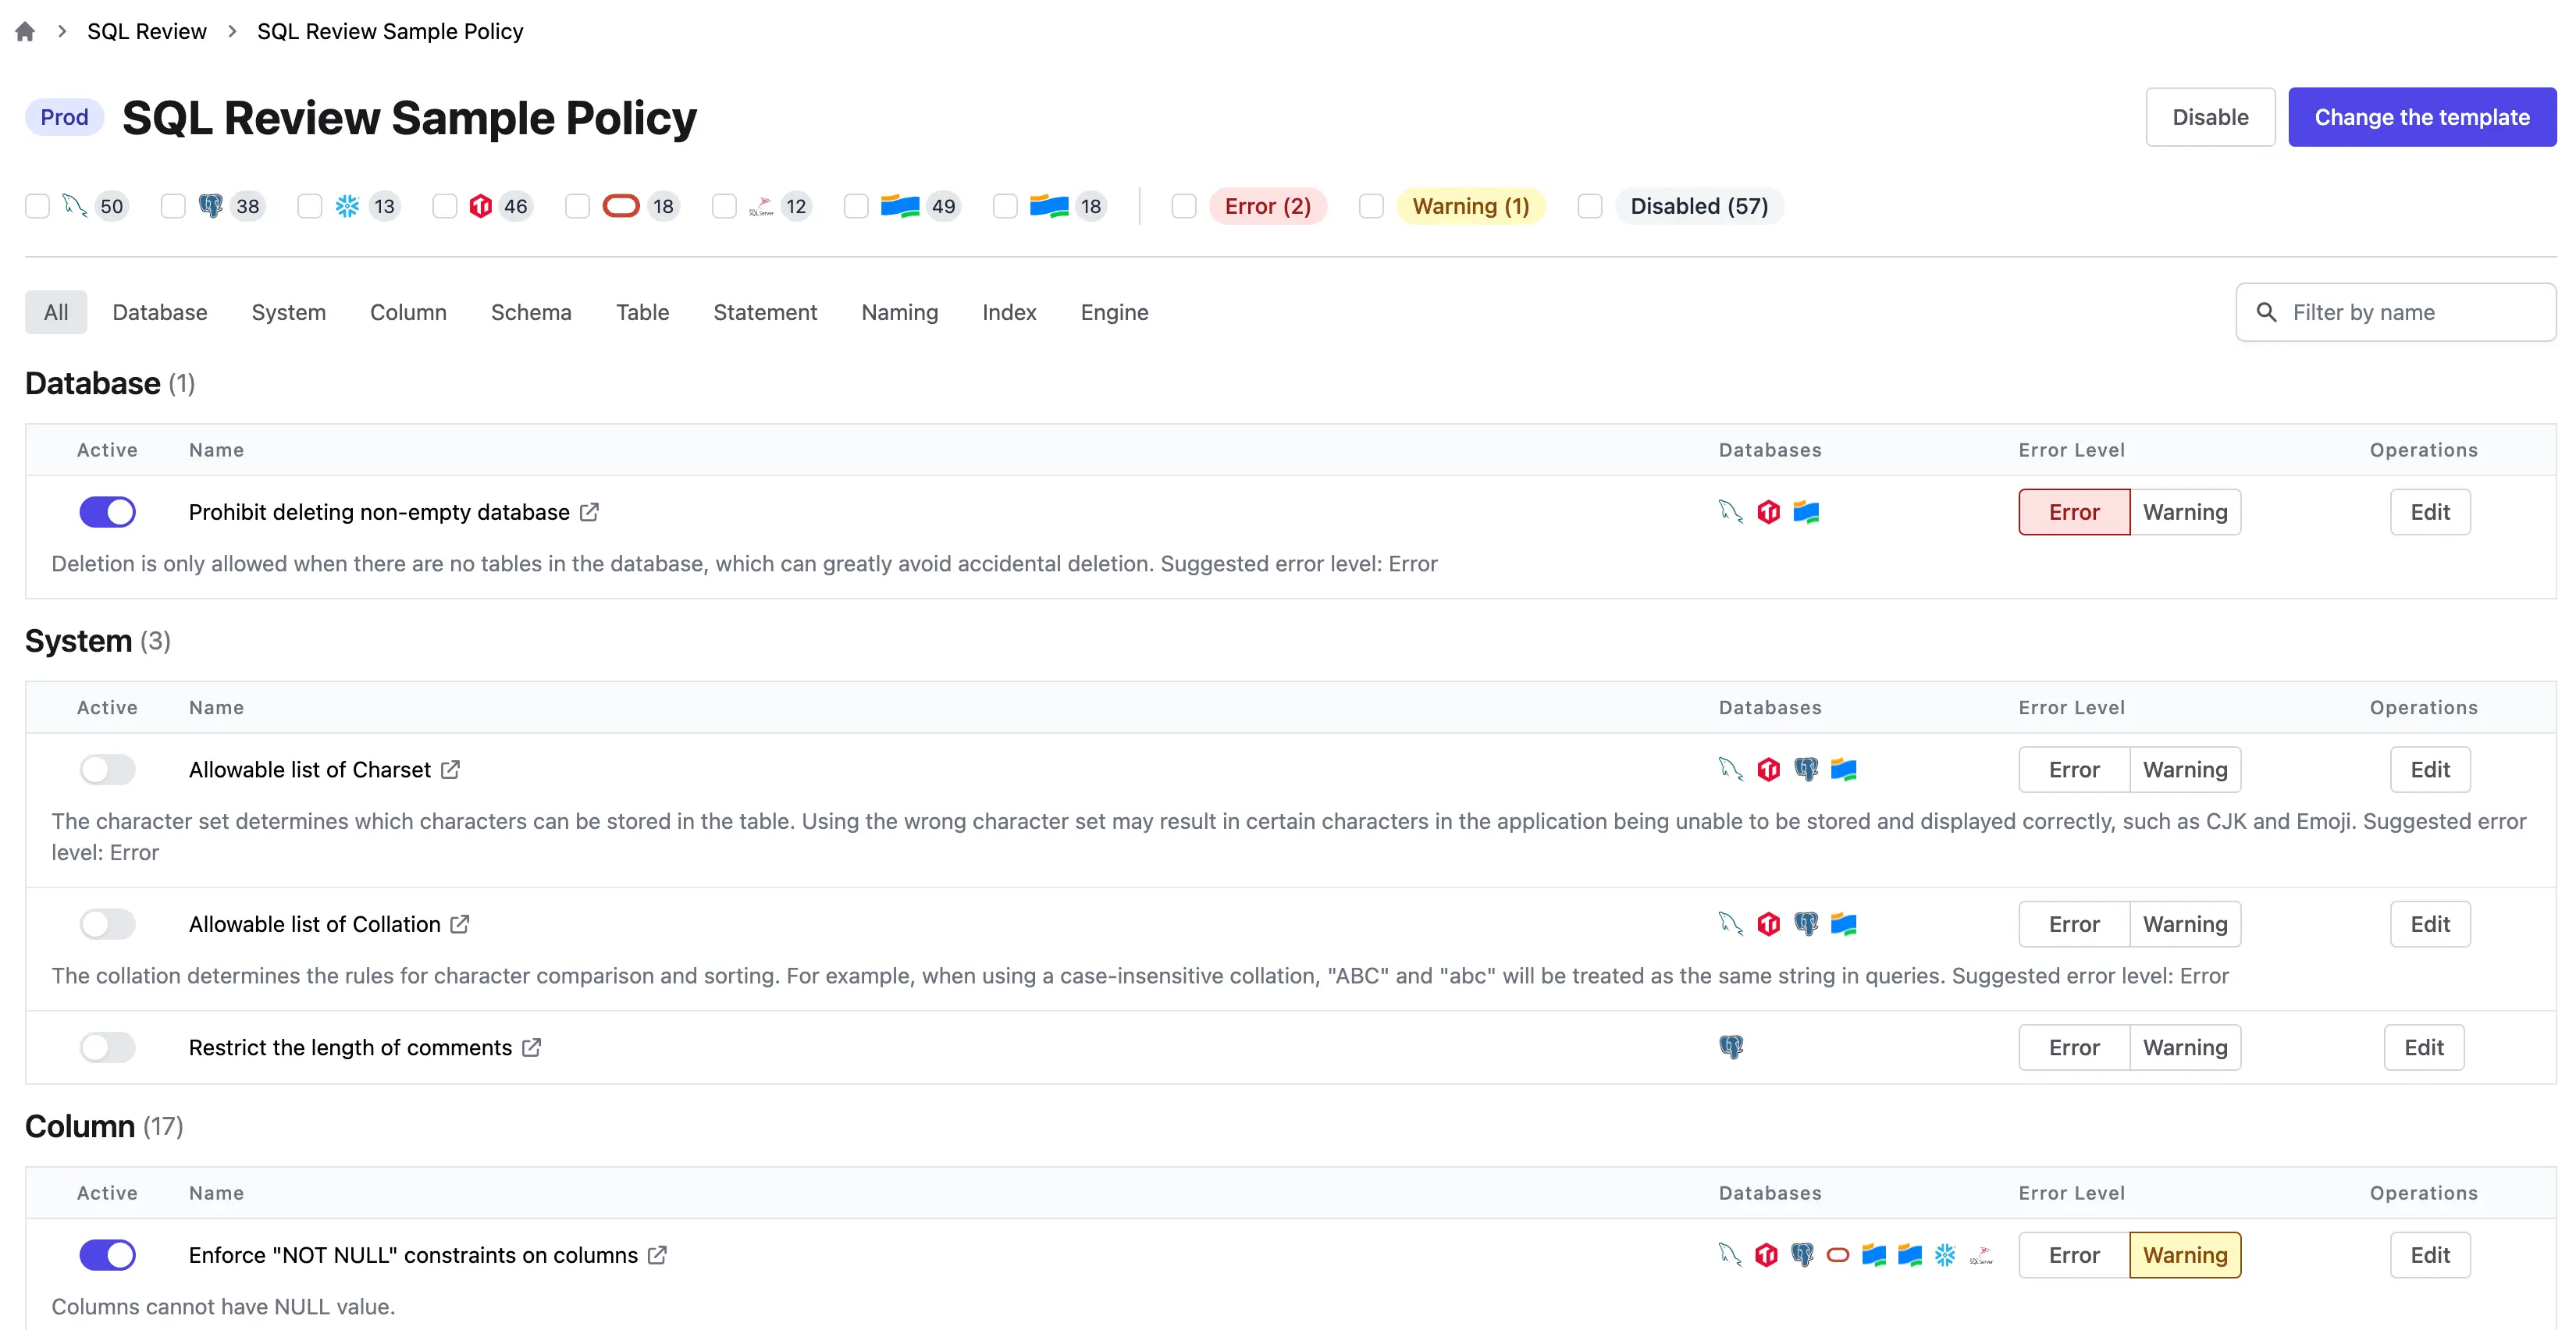 SQL Review > SQL Review Sample Policy
Prod SQL Review Sample Policy Disable Change the template
50 38 13 46 18 SQL Server 12 49 18 Error (2) Warning (1) Disabled (57)
All Database System Column Schema Table Statement Naming Index Engine Filter by name
Database (1)
Active Name Databases Error Level Operations
Prohibit deleting non-empty database Error Warning Edit
Deletion is only allowed when there are no tables in the database, which can greatly avoid accidental deletion. Suggested error level: Error
System (3)
Active Name Databases Error Level Operations
Allowable list of Charset Error Warning Edit
The character set determines which characters can be stored in the table. Using the wrong character set may result in certain characters in the application being unable to be stored and displayed correctly, such as CJK and Emoji. Suggested error
level: Error
Allowable list of Collation Error Warning Edit
The collation determines the rules for character comparison and sorting. For example, when using a case-insensitive collation, "ABC" and "abc" will be treated as the same string in queries. Suggested error level: Error
Restrict the length of comments Error Warning Edit
Column (17)
Active Name Databases Error Level Operations
Enforce "NOT NULL" constraints on columns SQL Server Error Warning Edit
Columns cannot have NULL value.